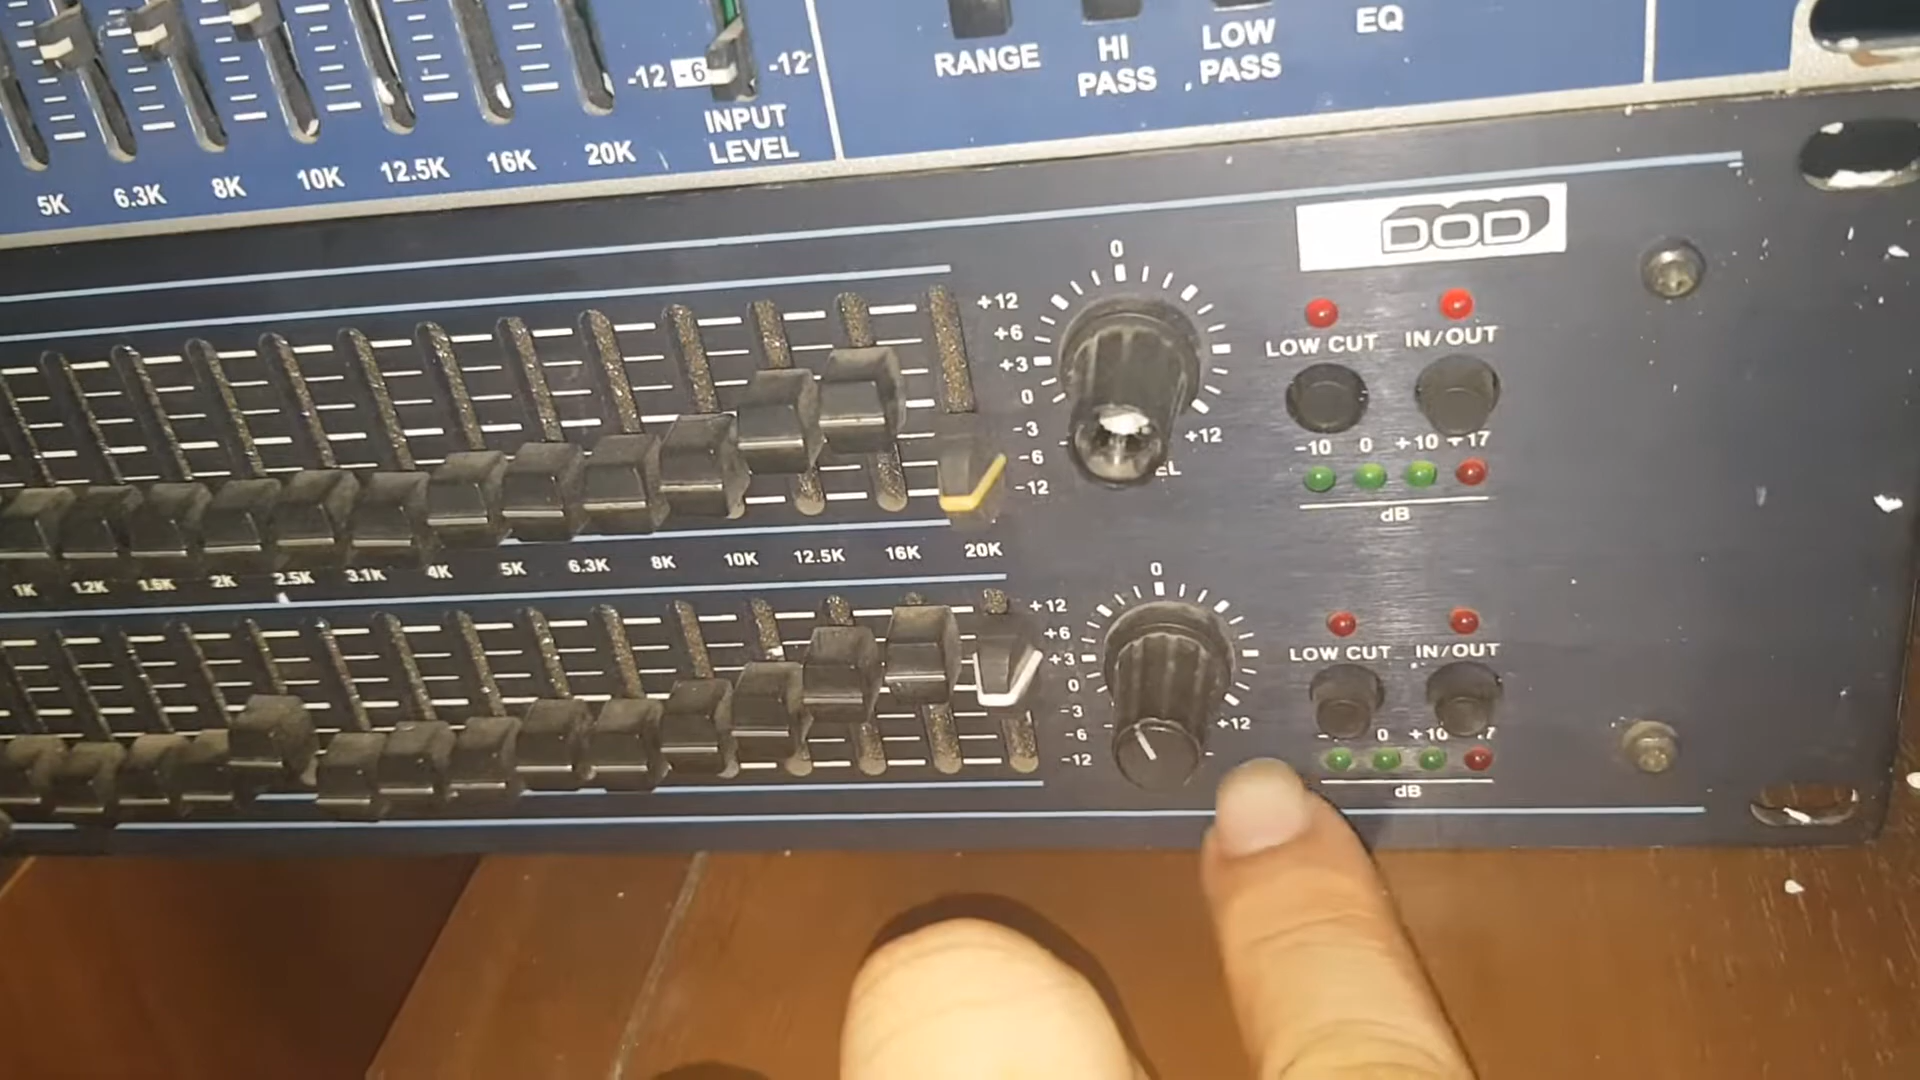 -12 -6 -12
INPUT
LEVEL
5K 6.3K 8K 10K 12.5K 16K 20K
RANGE
HI
PASS
LOW
PASS
EQ
DOD
+12
+6
+3
0
-3
-6
-12
0
+12
EL
LOW CUT IN/OUT
-10 0 +10 +17
dB
1K 1.2K 1.5K 2K 2.5K 3.1K 4K 5K 6.3K 8K 10K 12.5K 16K 20K
+12
+6
+3
0
-3
-6
-12
0
+12
LOW CUT IN/OUT
0 +10
dB